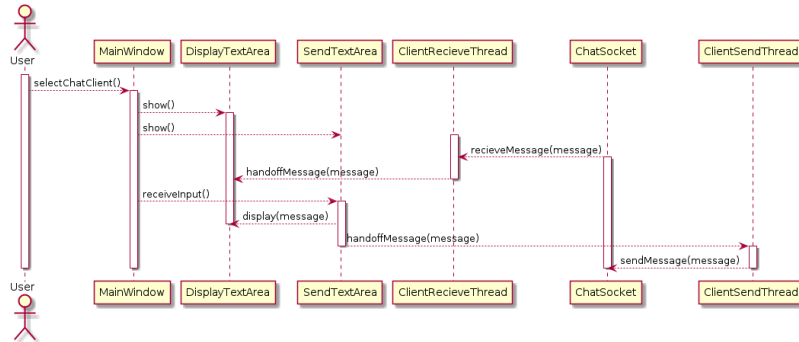 User
MainWindow
DisplayTextArea
SendTextArea
ClientRecieveThread
ChatSocket
ClientSendThread
selectChatClient()
show()
show()
recieveMessage(message)
handoffMessage(message)
receiveInput()
display(message)
handoffMessage(message)
sendMessage(message)
User
MainWindow
DisplayTextArea
SendTextArea
ClientRecieveThread
ChatSocket
ClientSendThread